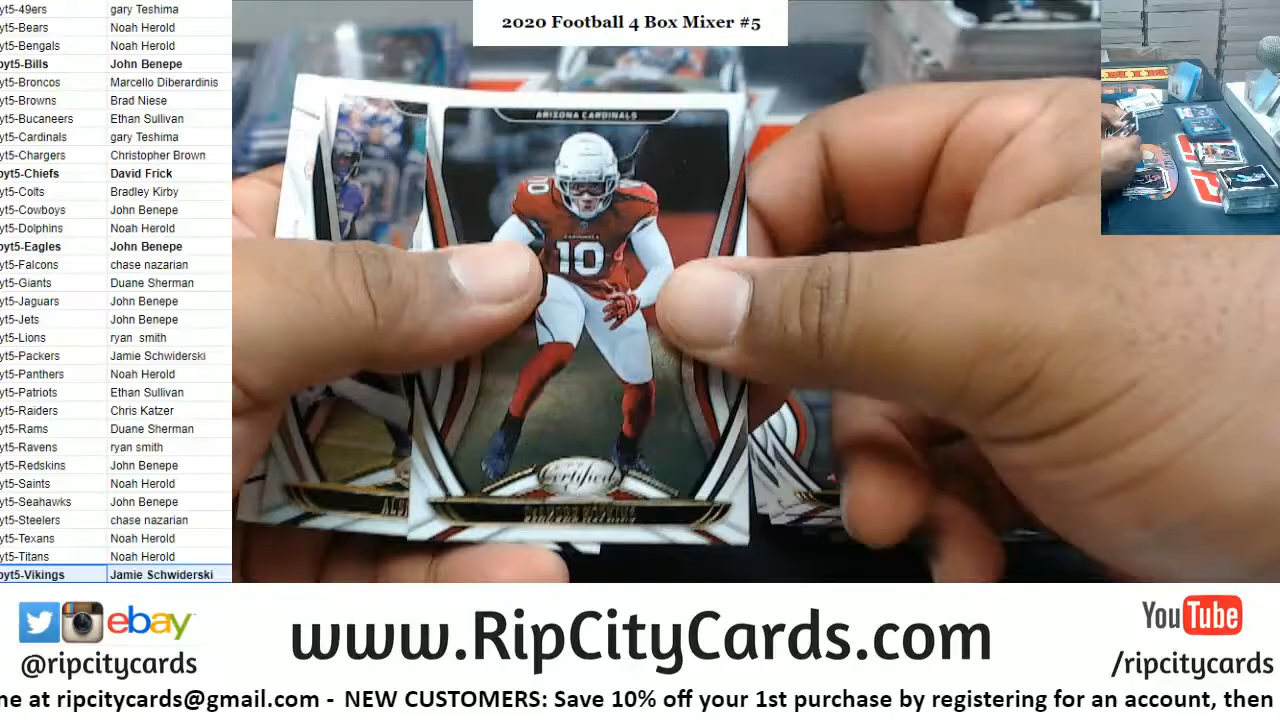 2020 Football 4 Box Mixer #5
yt5-49ers gary Teshima
yt5-Bears Noah Herold
yt5-Bengals Noah Herold
oyt5-Bills John Benepe
yt5-Broncos Marcello Diberardinis
yt5-Browns Brad Niese
yt5-Bucaneers Ethan Sullivan
yt5-Cardinals gary Teshima
yt5-Chargers Christopher Brown
oyt5-Chiefs David Frick
yt5-Colts Bradley Kirby
yt5-Cowboys John Benepe
yt5-Dolphins Noah Herold
oyt5-Eagles John Benepe
yt5-Falcons chase nazarian
yt5-Giants Duane Sherman
yt5-Jaguars John Benepe
yt5-Jets John Benepe
yt5-Lions ryan smith
yt5-Packers Jamie Schwiderski
yt5-Panthers Noah Herold
yt5-Patriots Ethan Sullivan
yt5-Raiders Chris Katzer
yt5-Rams Duane Sherman
yt5-Ravens ryan smith
yt5-Redskins John Benepe
yt5-Saints Noah Herold
yt5-Seahawks John Benepe
yt5-Steelers chase nazarian
yt5-Texans Noah Herold
yt5-Titans Noah Herold
oyt5-Vikings Jamie Schwiderski
ARIZONA CARDINALS
10
Certified
ebay
@ripcitycards
www.RipCityCards.com
YouTube
/ripcitycards
me at ripcitycards@gmail.com - NEW CUSTOMERS: Save 10% off your 1st purchase by registering for an account, then